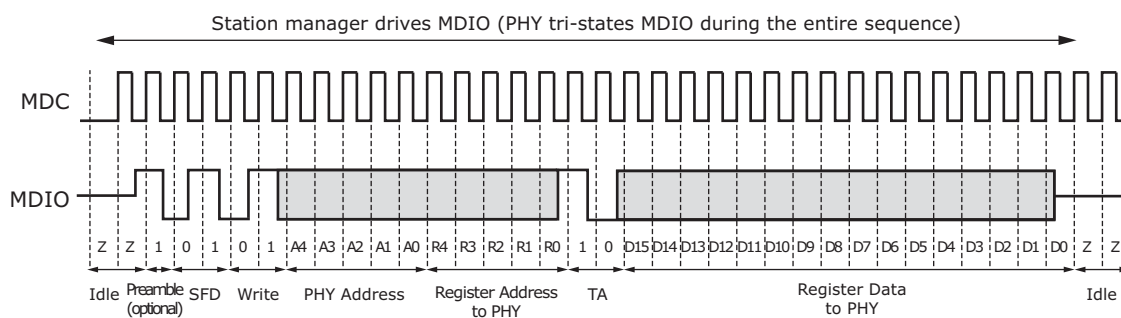 Station manager drives MDIO (PHY tri-states MDIO during the entire sequence)
MDC
MDIO
Z Z 1 0 1 0 1 A4 A3 A2 A1 A0 R4 R3 R2 R1 R0 1 0 D15 D14 D13 D12 D11 D10 D9 D8 D7 D6 D5 D4 D3 D2 D1 D0 Z Z
Idle Preamble (optional) SFD Write PHY Address Register Address to PHY TA Register Data to PHY Idle